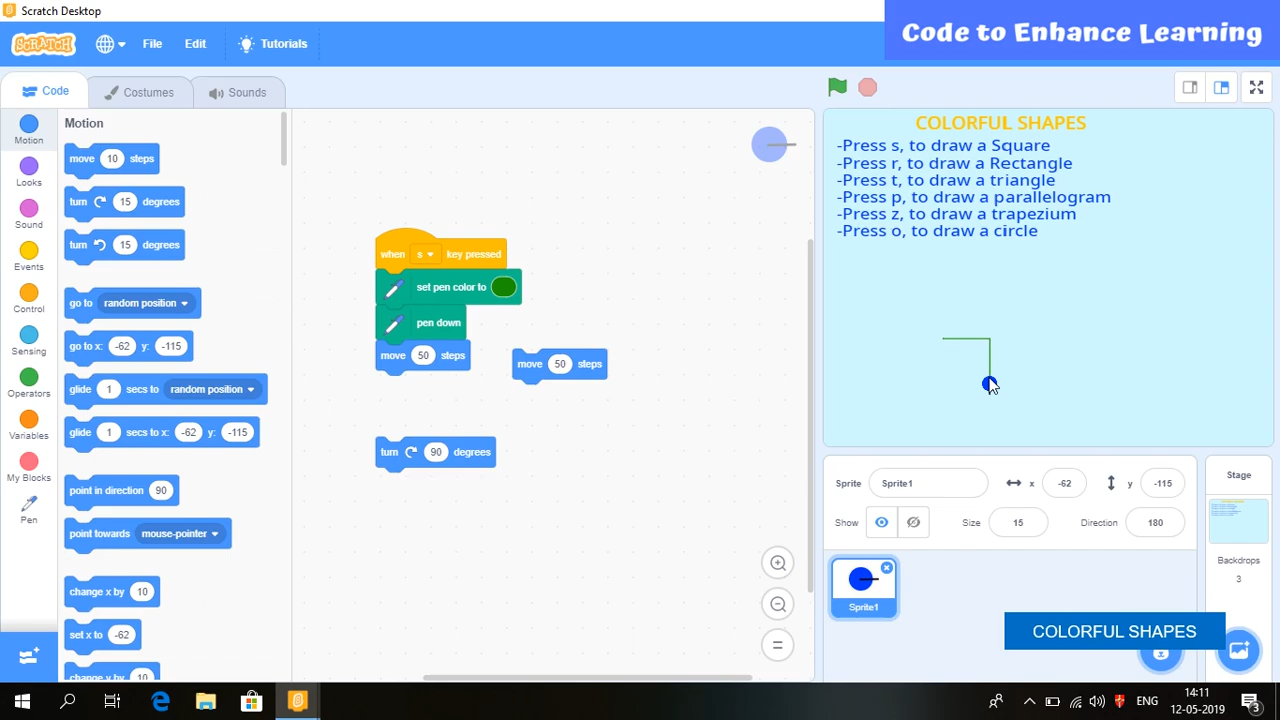 Scratch Desktop
Code to Enhance Learning
SCRATCH File Edit Tutorials
Code Costumes Sounds
Motion
Looks
Sound
Events
Control
Sensing
Operators
Variables
My Blocks
Pen
Motion
move 10 steps
turn 15 degrees
turn 15 degrees
go to random position
go to x: -62 y: -115
glide 1 secs to random position
glide 1 secs to x: -62 y: -115
point in direction 90
point towards mouse-pointer
change x by 10
set x to -62
change y by 10
when s key pressed
set pen color to
pen down
move 50 steps
move 50 steps
turn 90 degrees
COLORFUL SHAPES
-Press s, to draw a Square
-Press r, to draw a Rectangle
-Press t, to draw a triangle
-Press p, to draw a parallelogram
-Press z, to draw a trapezium
-Press o, to draw a circle
Sprite Sprite1 x -62 y -115
Show Size 15 Direction 180
Sprite1
Stage
Backdrops
3
COLORFUL SHAPES
ENG
14:11
12-05-2019
3